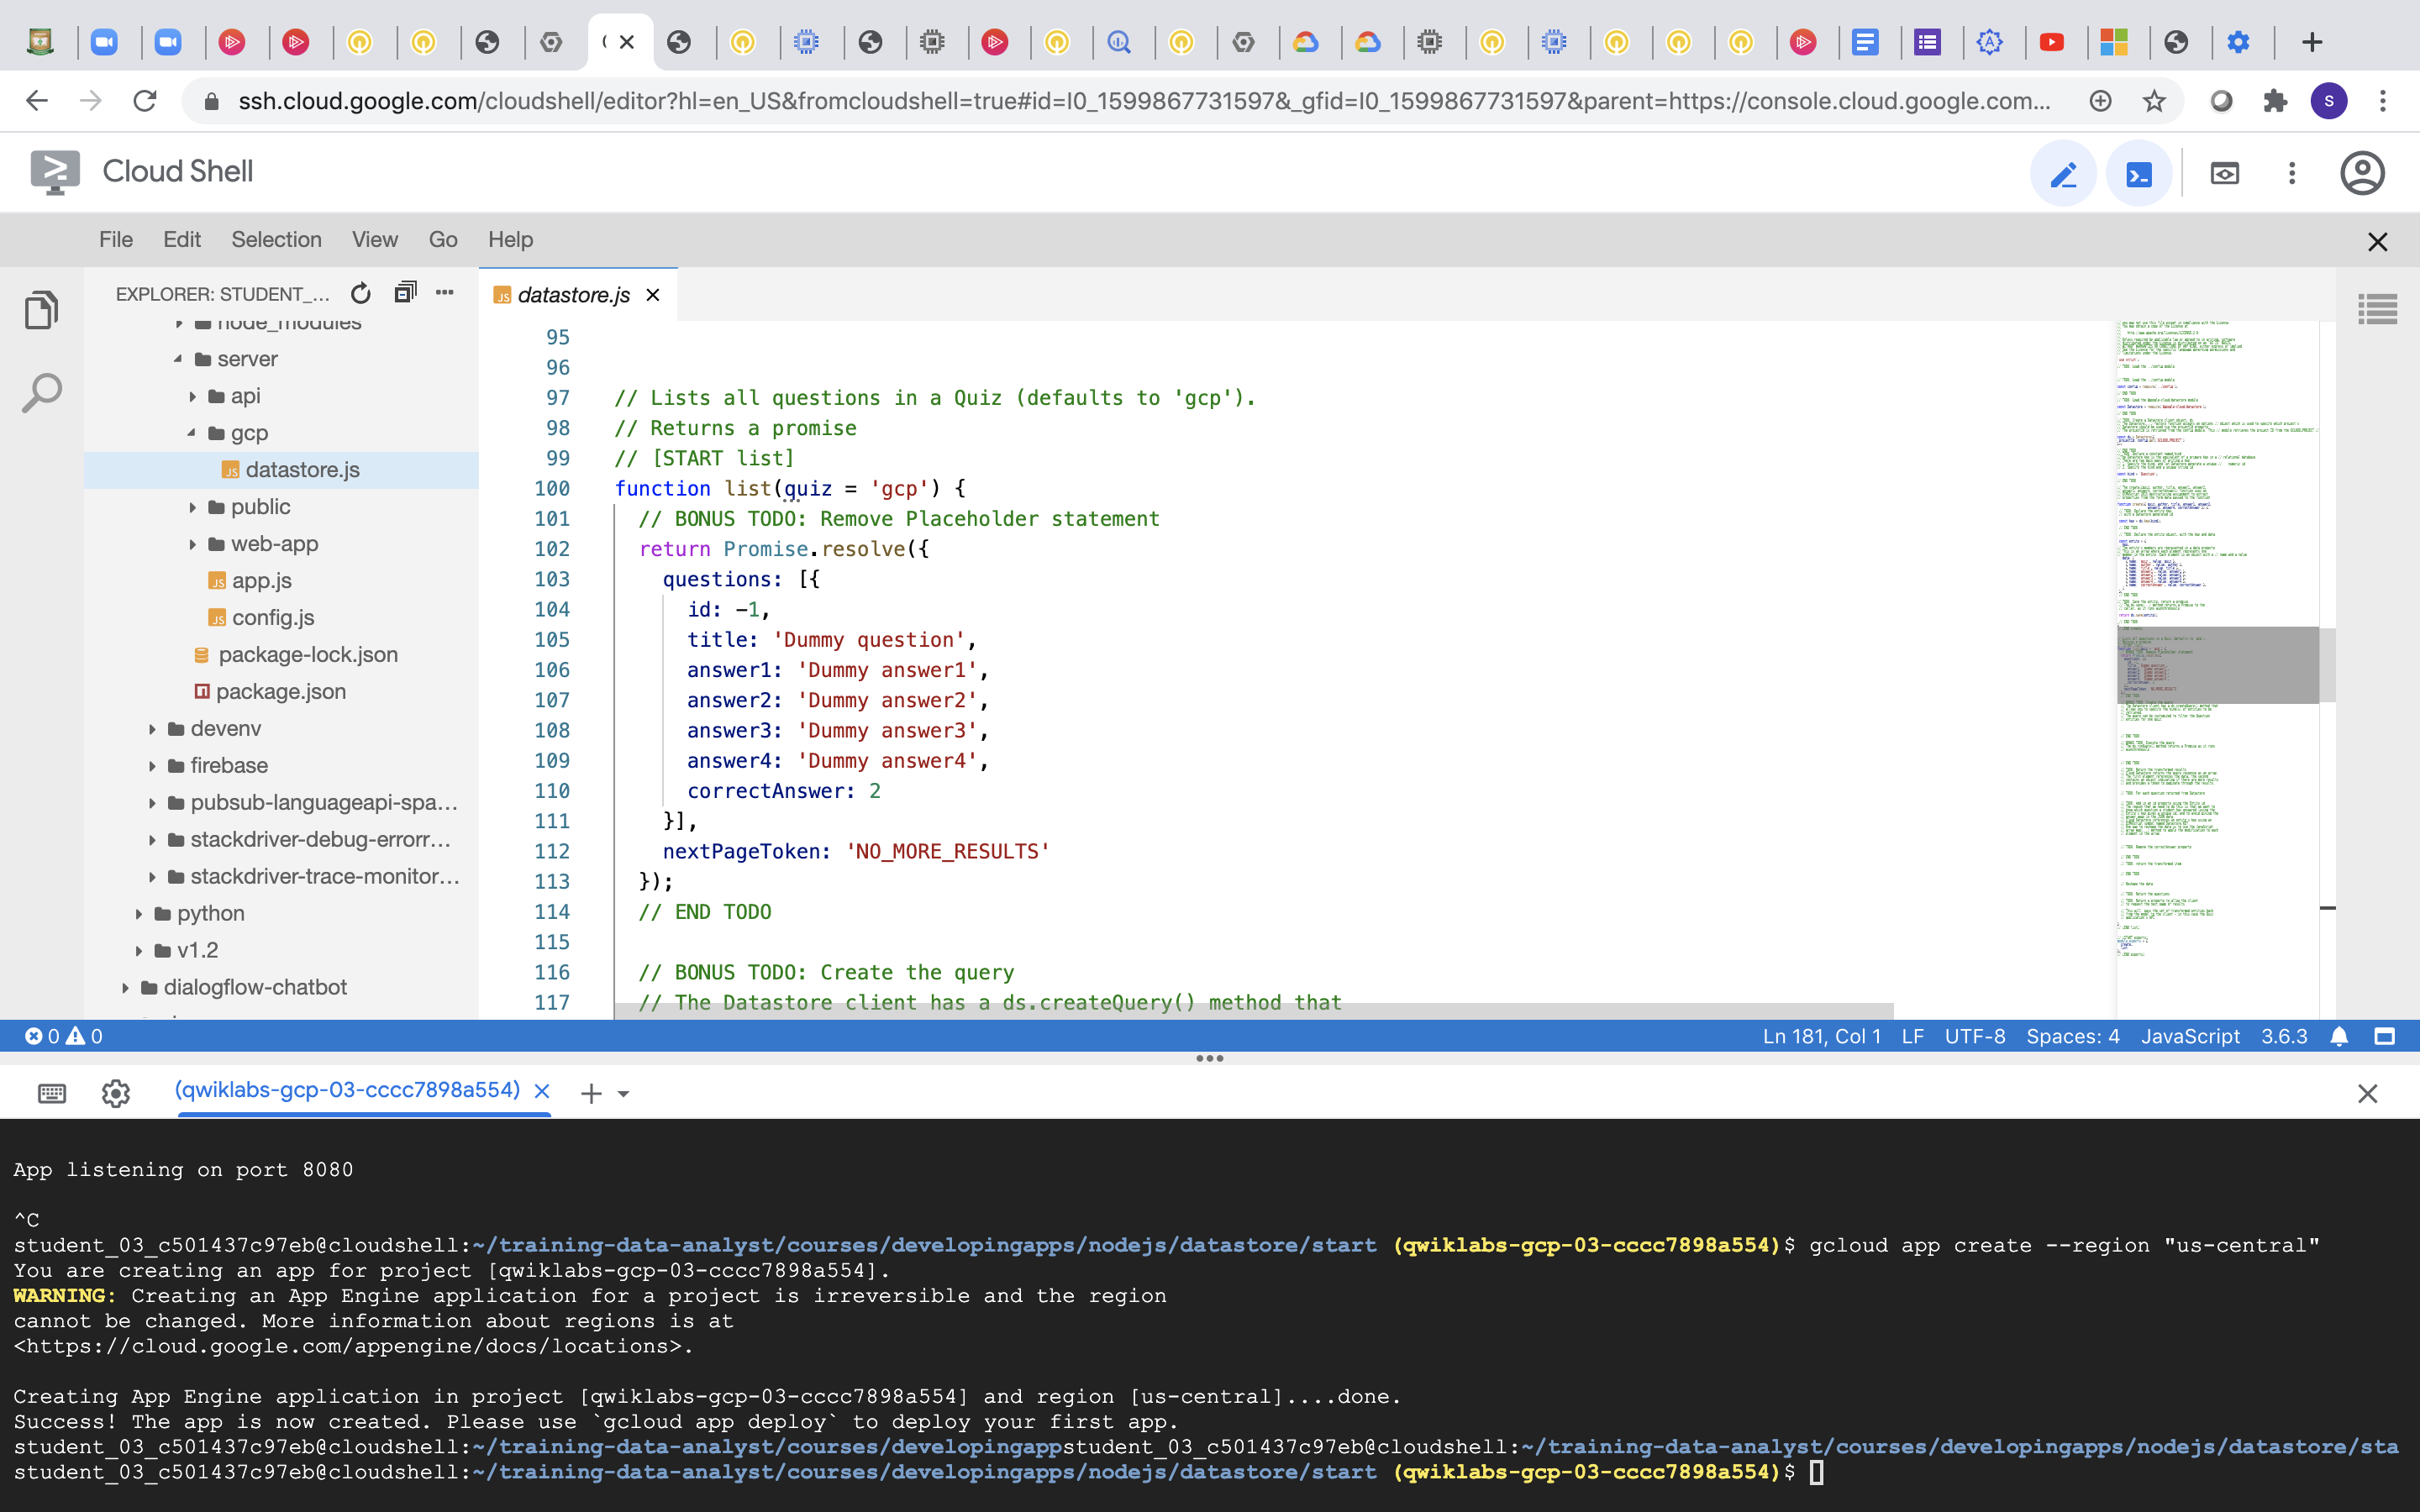 ssh.cloud.google.com/cloudshell/editor?hl=en_US&fromcloudshell=true#id=I0_1599867731597&_gfid=I0_1599867731597&parent=https://console.cloud.google.com...
S
Cloud Shell
File Edit Selection View Go Help
EXPLORER: STUDENT_...
datastore.js
node_modules
server
api
gcp
datastore.js
public
web-app
app.js
config.js
package-lock.json
package.json
devenv
firebase
pubsub-languageapi-spa...
stackdriver-debug-errorr...
stackdriver-trace-monitor...
python
v1.2
dialogflow-chatbot
95
96
97 // Lists all questions in a Quiz (defaults to 'gcp').
98 // Returns a promise
99 // [START list]
100 function list(quiz = 'gcp') {
101 // BONUS TODO: Remove Placeholder statement
102 return Promise.resolve({
103 questions: [{
104 id: -1,
105 title: 'Dummy question',
106 answer1: 'Dummy answer1',
107 answer2: 'Dummy answer2',
108 answer3: 'Dummy answer3',
109 answer4: 'Dummy answer4',
110 correctAnswer: 2
111 }],
112 nextPageToken: 'NO_MORE_RESULTS'
113 });
114 // END TODO
115
116 // BONUS TODO: Create the query
117 // The Datastore client has a ds.createQuery() method that
0 0 Ln 181, Col 1 LF UTF-8 Spaces: 4 JavaScript 3.6.3
(qwiklabs-gcp-03-cccc7898a554)
App listening on port 8080
^C
student_03_c501437c97eb@cloudshell:~/training-data-analyst/courses/developingapps/nodejs/datastore/start (qwiklabs-gcp-03-cccc7898a554)$ gcloud app create --region "us-central"
You are creating an app for project [qwiklabs-gcp-03-cccc7898a554].
WARNING: Creating an App Engine application for a project is irreversible and the region
cannot be changed. More information about regions is at
<https://cloud.google.com/appengine/docs/locations>.
Creating App Engine application in project [qwiklabs-gcp-03-cccc7898a554] and region [us-central]....done.
Success! The app is now created. Please use `gcloud app deploy` to deploy your first app.
student_03_c501437c97eb@cloudshell:~/training-data-analyst/courses/developingappstudent_03_c501437c97eb@cloudshell:~/training-data-analyst/courses/developingapps/nodejs/datastore/sta
student_03_c501437c97eb@cloudshell:~/training-data-analyst/courses/developingapps/nodejs/datastore/start (qwiklabs-gcp-03-cccc7898a554)$